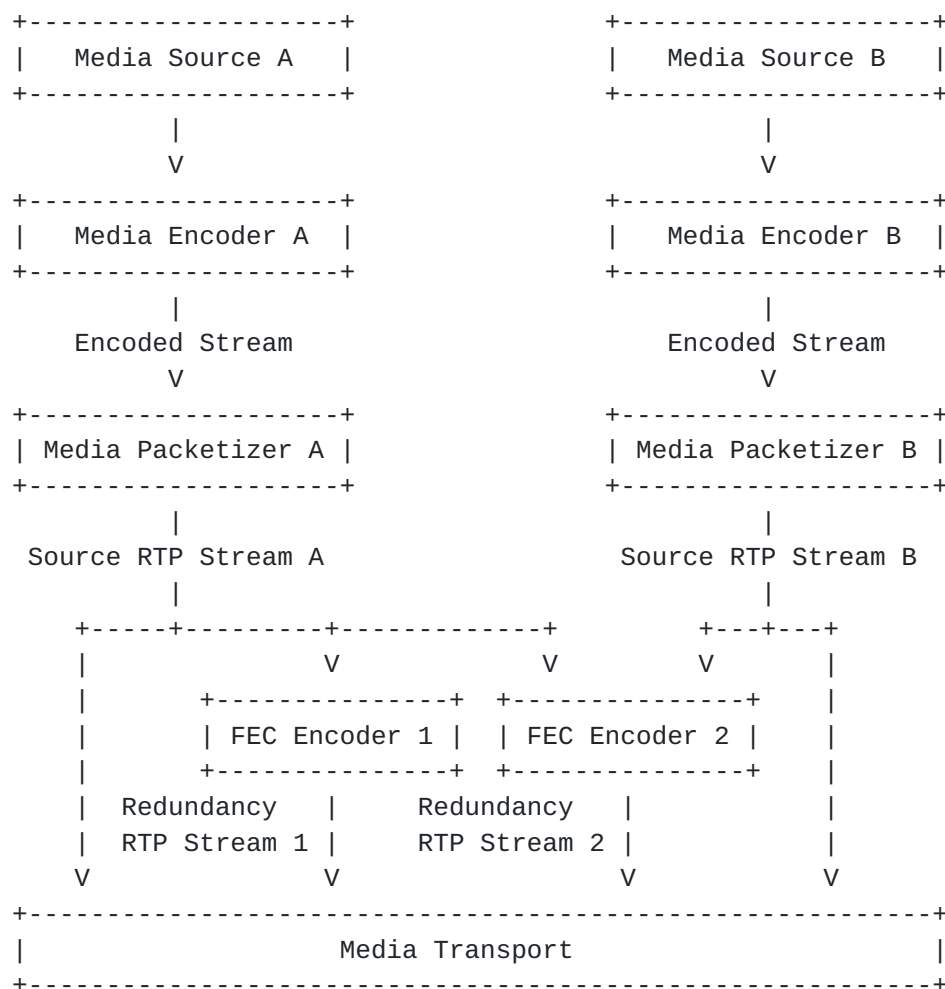 +--------------------+                +--------------------+
|   Media Source A   |                |   Media Source B   |
+--------------------+                +--------------------+
          |                                     |
          V                                     V
+--------------------+                +--------------------+
|   Media Encoder A  |                |   Media Encoder B  |
+--------------------+                +--------------------+
          |                                     |
    Encoded Stream                        Encoded Stream
          V                                     V
+--------------------+                +--------------------+
| Media Packetizer A |                | Media Packetizer B |
+--------------------+                +--------------------+
          |                                     |
 Source RTP Stream A                   Source RTP Stream B
          |                                     |
    +-----+---------+-------------+         +---+---+
    |               V             V         V       |
    |       +---------------+  +---------------+    |
    |       | FEC Encoder 1 |  | FEC Encoder 2 |    |
    |       +---------------+  +---------------+    |
    |  Redundancy   |     Redundancy   |            |
    |  RTP Stream 1 |     RTP Stream 2 |            |
    V               V                  V            V
+----------------------------------------------------------+
|                    Media Transport                       |
+----------------------------------------------------------+